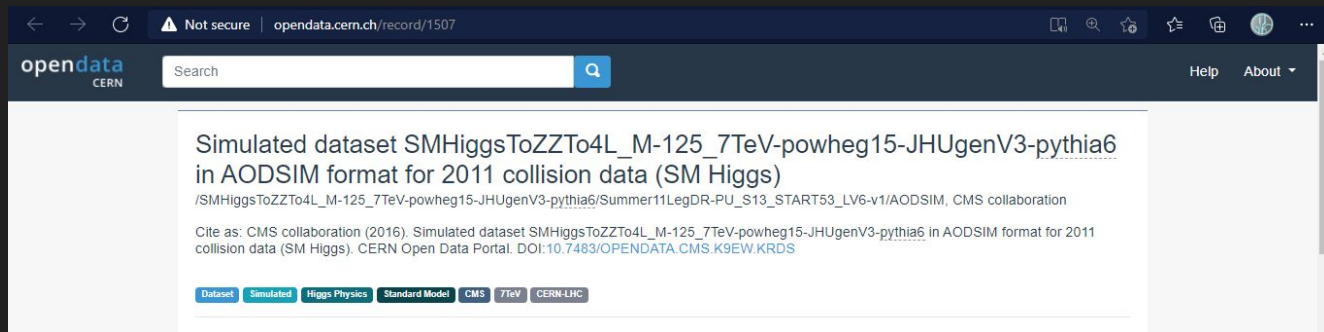 Not secure opendata.cern.ch/record/1507
opendata
CERN
Search
Help About
Simulated dataset SMHiggsToZZTo4L_M-125_7TeV-powheg15-JHUgenV3-pythia6
in AODSIM format for 2011 collision data (SM Higgs)
/SMHiggsToZZTo4L_M-125_7TeV-powheg15-JHUgenV3-pythia6/Summer11LegDR-PU_S13_START53_LV6-v1/AODSIM, CMS collaboration
Cite as: CMS collaboration (2016). Simulated dataset SMHiggsToZZTo4L_M-125_7TeV-powheg15-JHUgenV3-pythia6 in AODSIM format for 2011
collision data (SM Higgs). CERN Open Data Portal. DOI:10.7483/OPENDATA.CMS.K9EW.KRDS
Dataset Simulated Higgs Physics Standard Model CMS 7TeV CERN-LHC